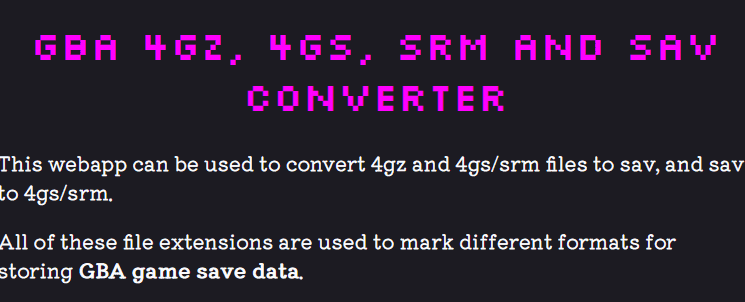 GBA 4GZ, 4GS, SRM AND SAV
CONVERTER
This webapp can be used to convert 4gz and 4gs/srm files to sav, and sav
to 4gs/srm.
All of these file extensions are used to mark different formats for
storing GBA game save data.